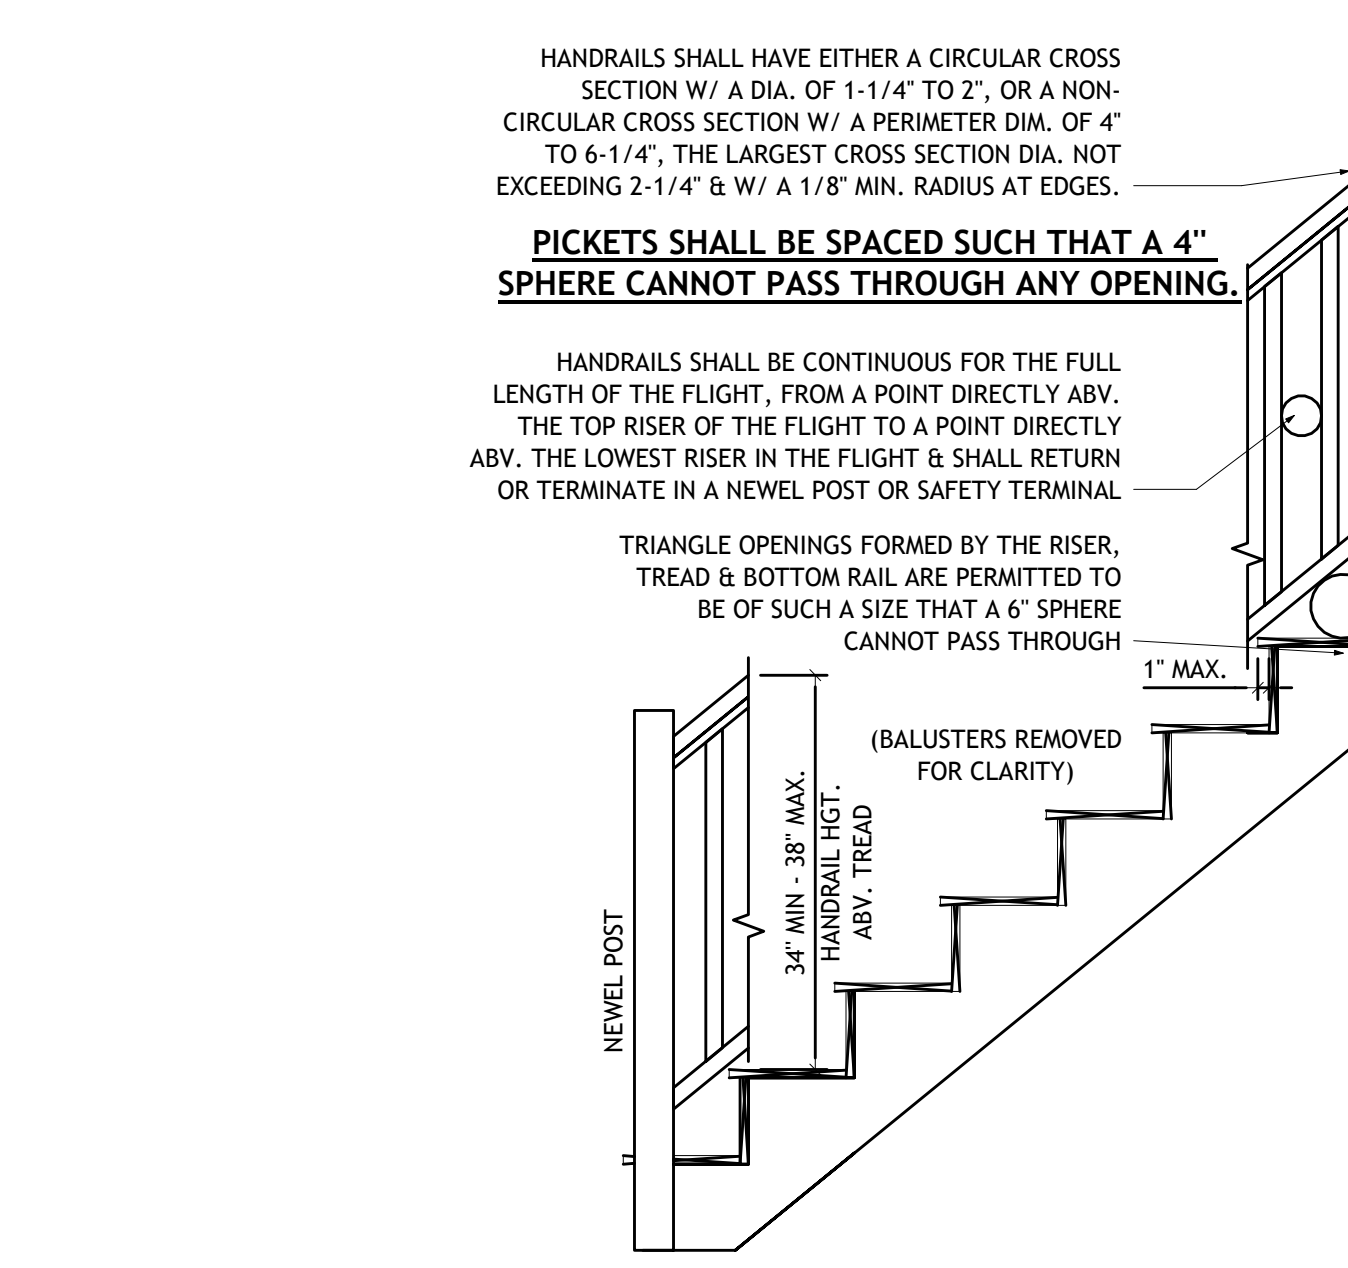 HANDRAILS SHALL HAVE EITHER A CIRCULAR CROSS
SECTION W/ A DIA. OF 1-1/4" TO 2", OR A NON-
CIRCULAR CROSS SECTION W/ A PERIMETER DIM. OF 4"
TO 6-1/4", THE LARGEST CROSS SECTION DIA. NOT
EXCEEDING 2-1/4" & W/ A 1/8" MIN. RADIUS AT EDGES.
PICKETS SHALL BE SPACED SUCH THAT A 4"
SPHERE CANNOT PASS THROUGH ANY OPENING.
HANDRAILS SHALL BE CONTINUOUS FOR THE FULL
LENGTH OF THE FLIGHT, FROM A POINT DIRECTLY ABV.
THE TOP RISER OF THE FLIGHT TO A POINT DIRECTLY
ABV. THE LOWEST RISER IN THE FLIGHT & SHALL RETURN
OR TERMINATE IN A NEWEL POST OR SAFETY TERMINAL
TRIANGLE OPENINGS FORMED BY THE RISER,
TREAD & BOTTOM RAIL ARE PERMITTED TO
BE OF SUCH A SIZE THAT A 6" SPHERE
CANNOT PASS THROUGH
1" MAX.
(BALUSTERS REMOVED
FOR CLARITY)
34" MIN - 38" MAX.
HANDRAIL HGT.
ABV. TREAD
NEWEL POST